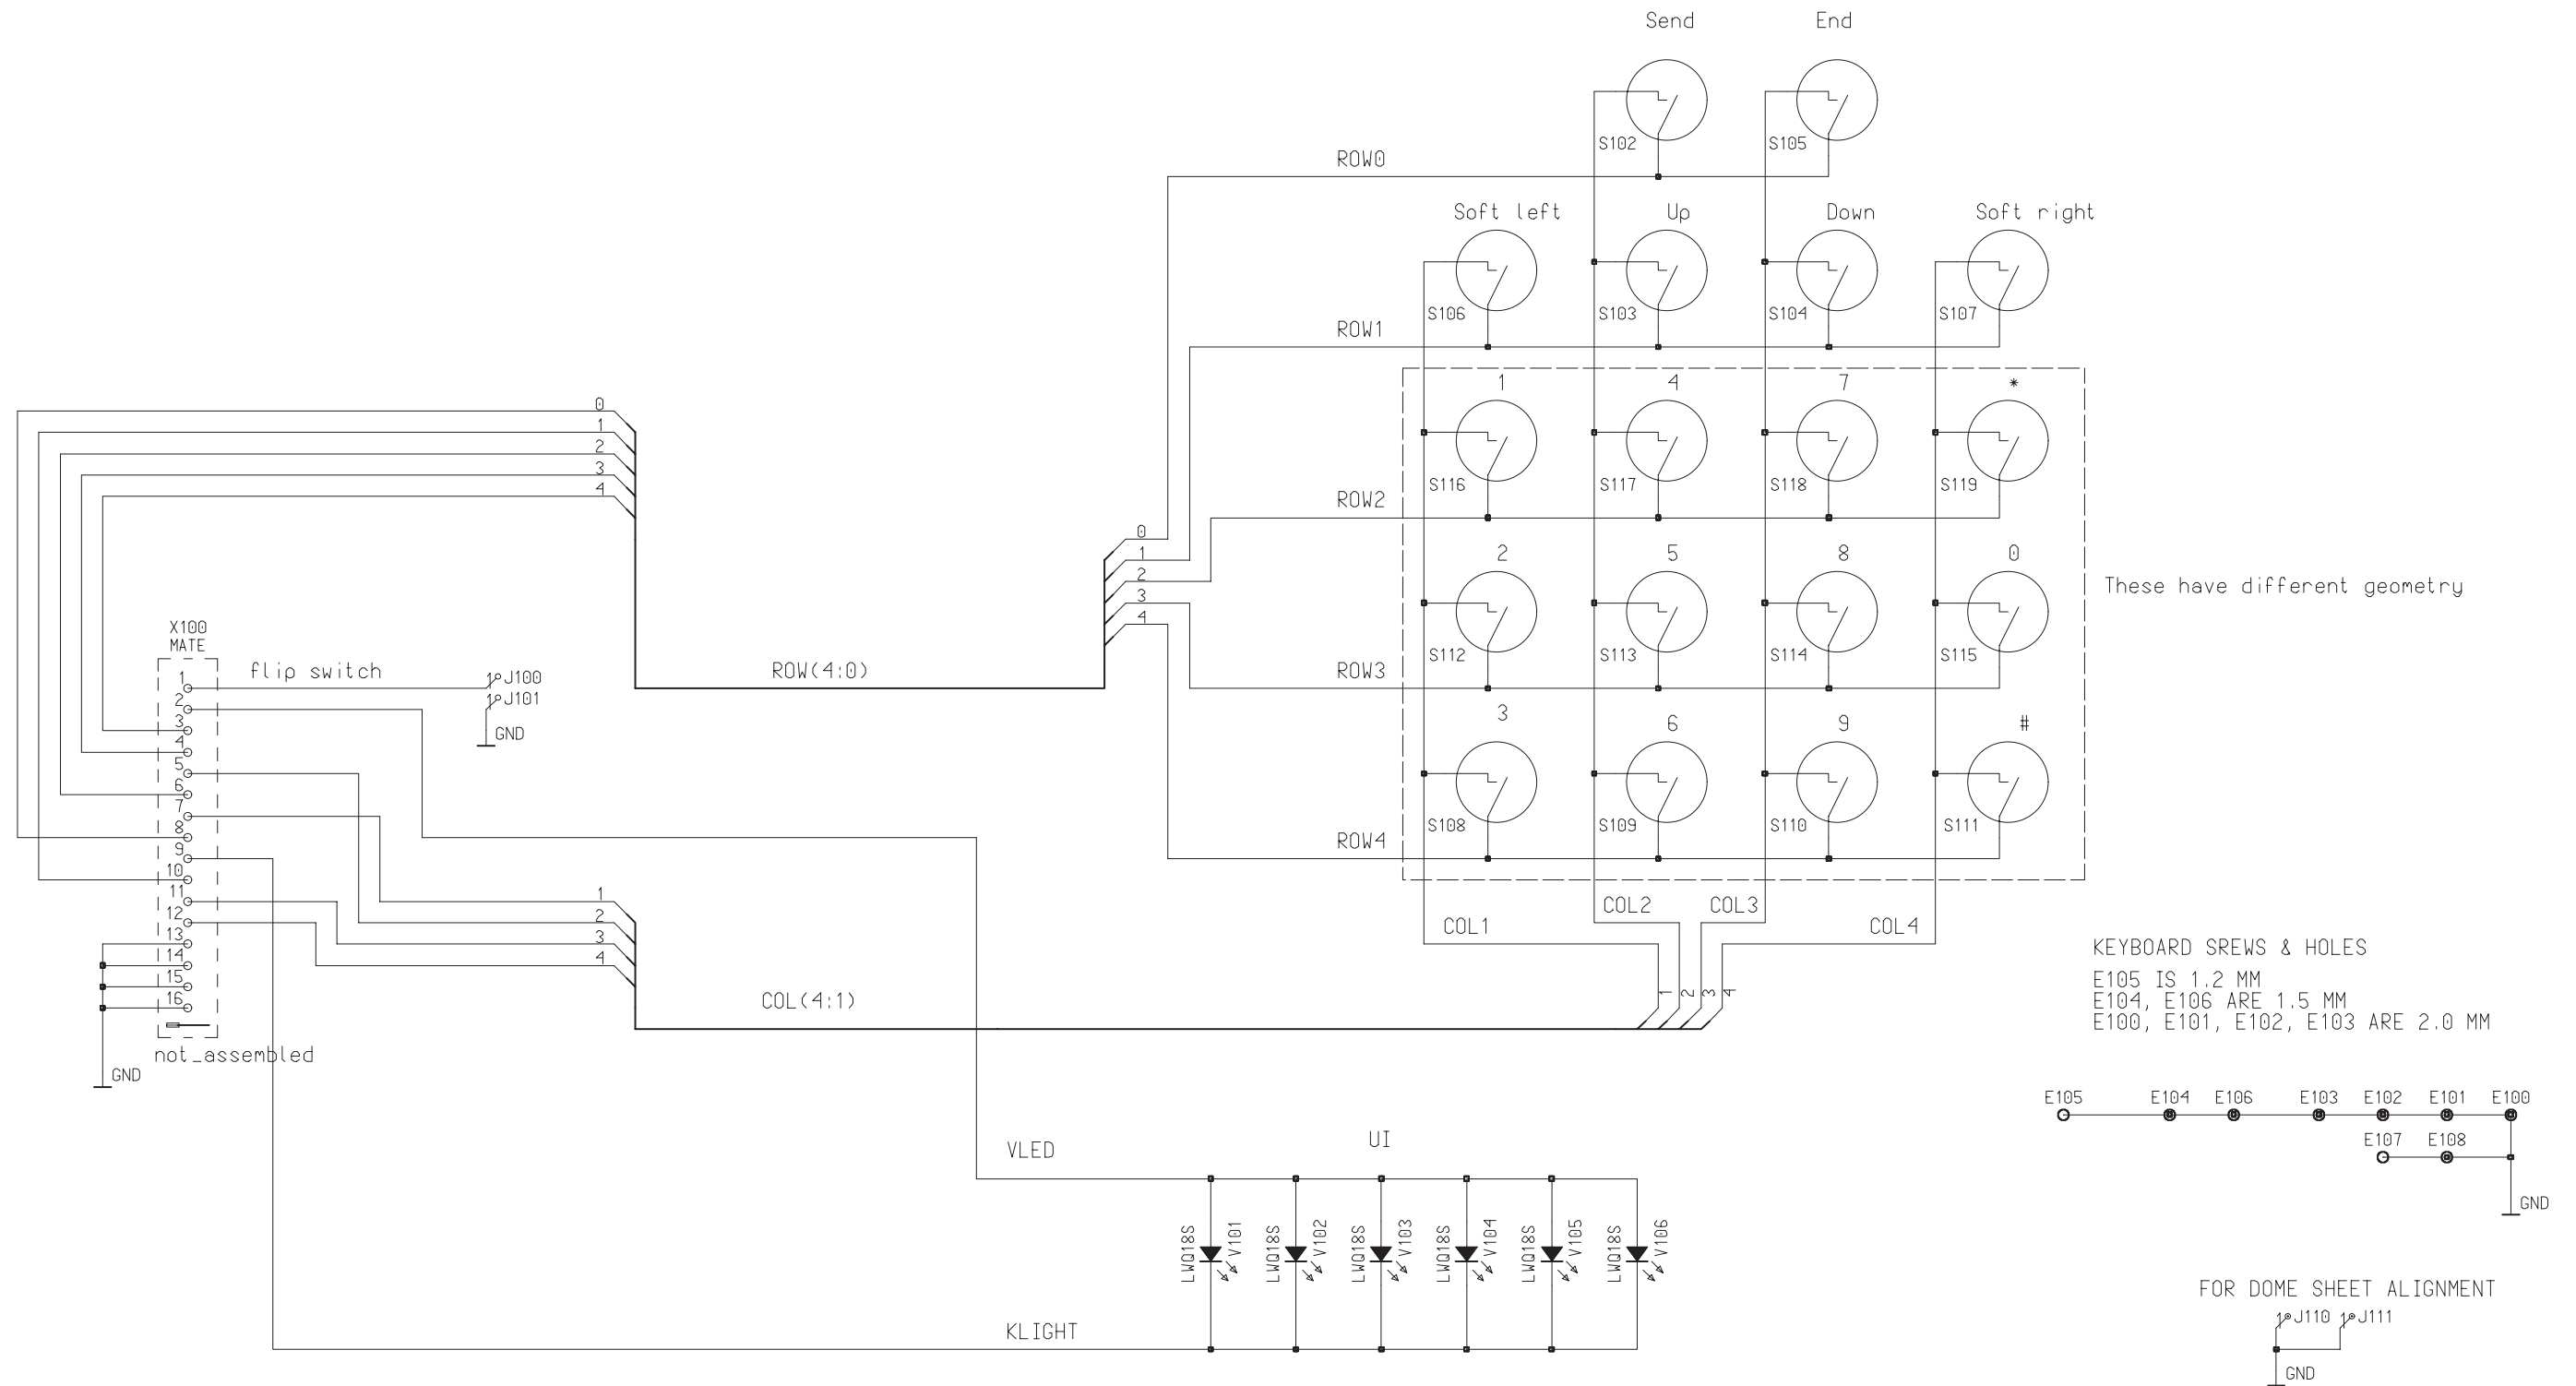 Send End
S102 S105
ROW0
Soft left Up Down Soft right
S106 S103 S104 S107
ROW1
1 4 7 *
S116 S117 S118 S119
ROW2
2 5 8 0
These have different geometry
S112 S113 S114 S115
ROW3
3 6 9 #
S108 S109 S110 S111
ROW4
COL1 COL2 COL3 COL4
1 2 3 4
0
1
2
3
4
0
1
2
3
4
ROW(4:0)
X100
MATE
1
2
3
4
5
6
7
8
9
10
11
12
13
14
15
16
not_assembled
GND
flip switch
1 J100
1 J101
GND
1
2
3
4
COL(4:1)
KEYBOARD SREWS & HOLES
E105 IS 1.2 MM
E104, E106 ARE 1.5 MM
E100, E101, E102, E103 ARE 2.0 MM
E105 E104 E106 E103 E102 E101 E100
E107 E108
GND
VLED
UI
LWQ18S V101 LWQ18S V102 LWQ18S V103 LWQ18S V104 LWQ18S V105 LWQ18S V106
KLIGHT
FOR DOME SHEET ALIGNMENT
1 J110 1 J111
GND